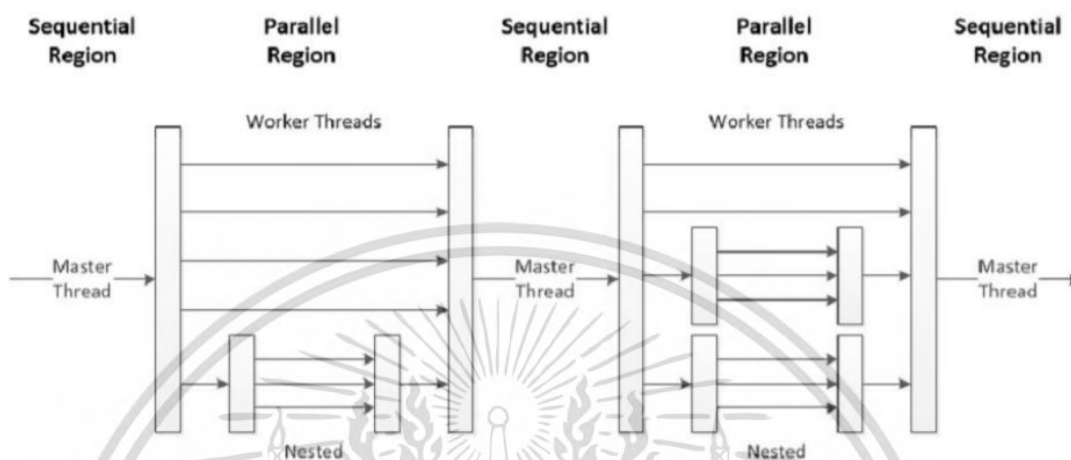 Sequential Region
Parallel Region
Sequential Region
Parallel Region
Sequential Region
Worker Threads
Worker Threads
Master Thread
Master Thread
Master Thread
Nested
Nested